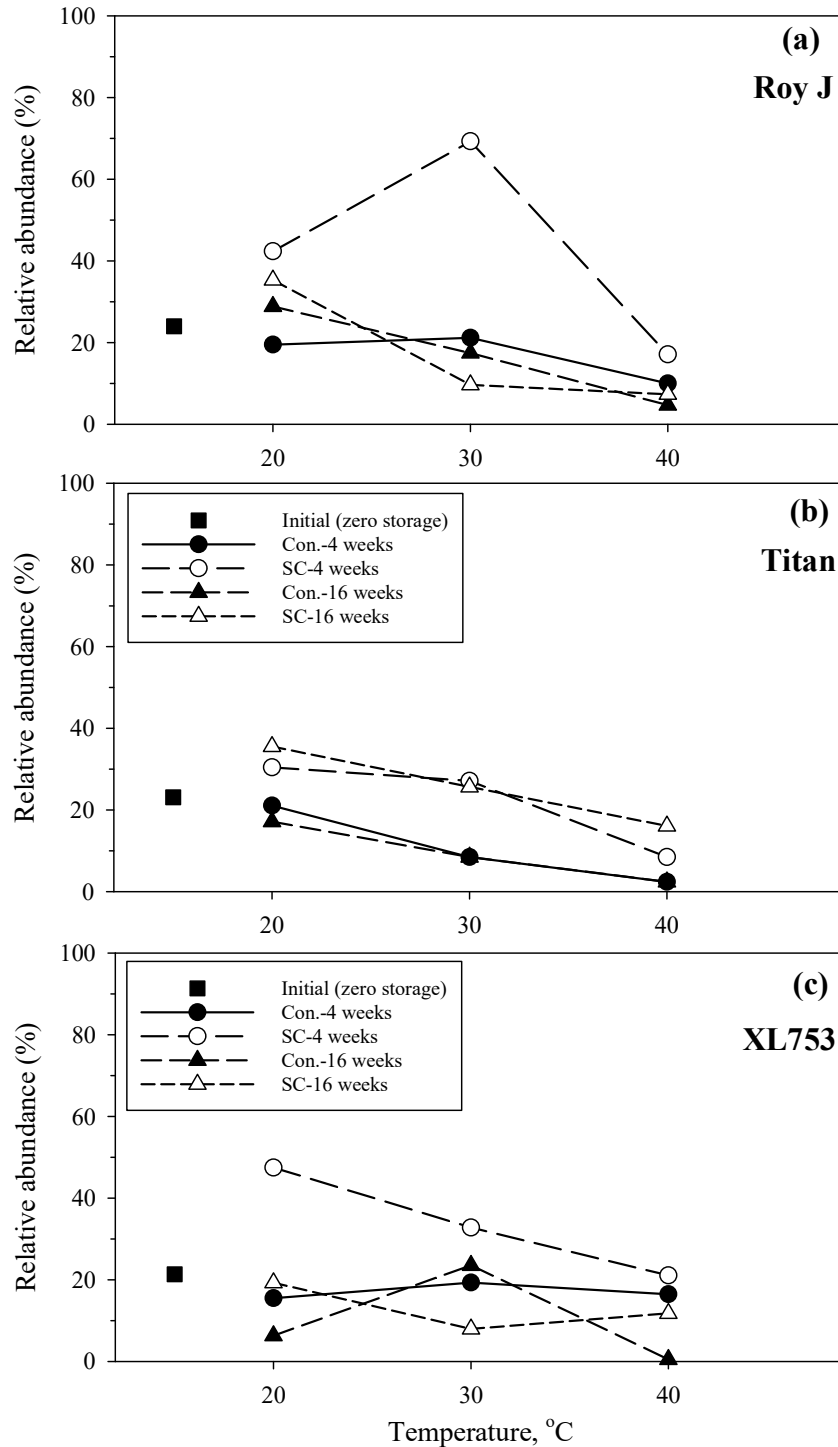 100
(a)
Roy J
80
60
40
20
0
Relative abundance (%)
20
30
40
100
(b)
Titan
Initial (zero storage)
Con.-4 weeks
SC-4 weeks
Con.-16 weeks
SC-16 weeks
80
60
40
20
0
Relative abundance (%)
20
30
40
100
(c)
XL753
Initial (zero storage)
Con.-4 weeks
SC-4 weeks
Con.-16 weeks
SC-16 weeks
80
60
40
20
0
Relative abundance (%)
20
30
40
Temperature, °C